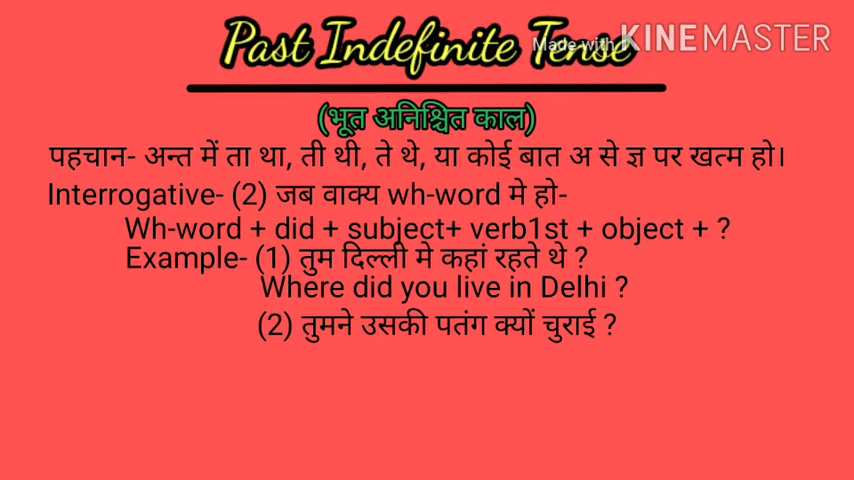 Past Indefinite Tense
Made with
KINEMASTER
(भूत अनिश्चित काल)
पहचान- अन्त में ता था, ती थी, ते थे, या कोई बात अ से ज्ञ पर खत्म हो।
Interrogative- (2) जब वाक्य wh-word मे हो-
Wh-word + did + subject+ verb1st + object + ?
Example- (1) तुम दिल्ली मे कहां रहते थे ?
Where did you live in Delhi ?
(2) तुमने उसकी पतंग क्यों चुराई ?